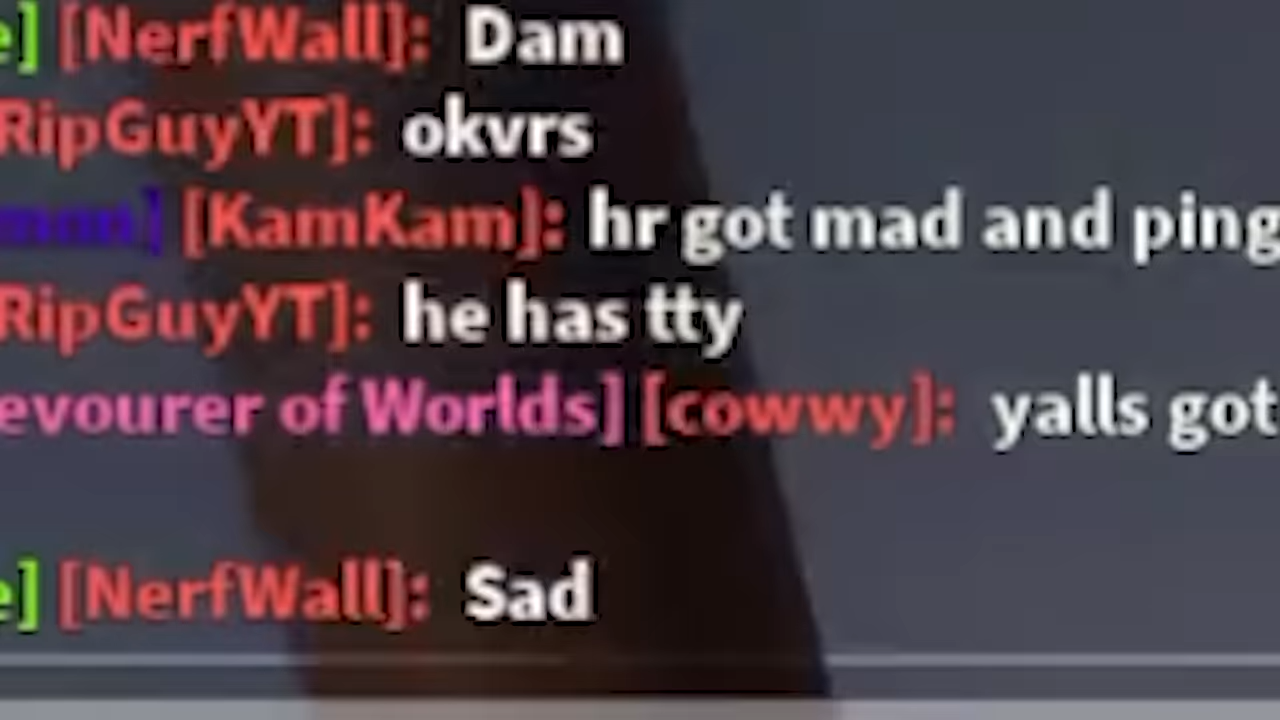 e] [NerfWall]: Dam
RipGuyYT]: okvrs
mon] [KamKam]: hr got mad and ping
RipGuyYT]: he has tty
evourer of Worlds] [cowwy]: yalls got
e] [NerfWall]: Sad